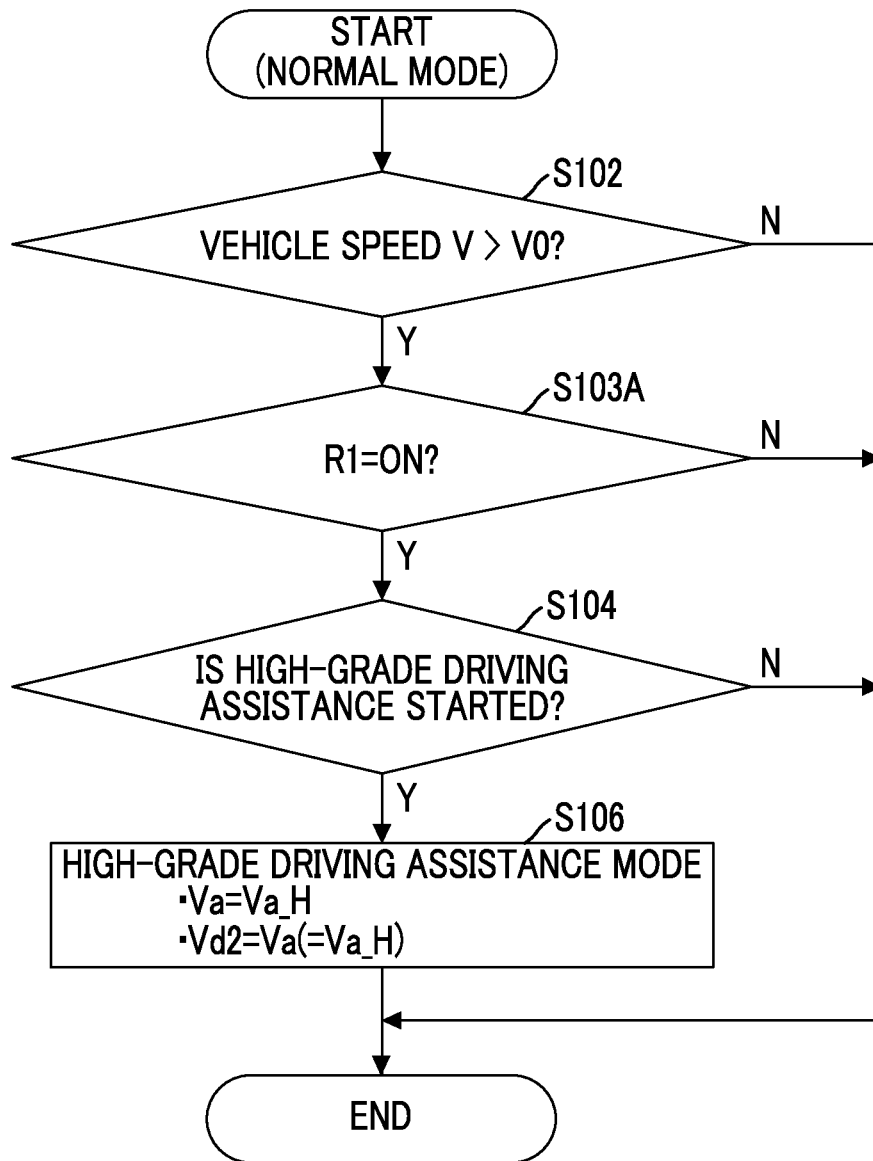 START
(NORMAL MODE)
S102
VEHICLE SPEED V > V0?
N
Y
S103A
R1=ON?
N
Y
S104
IS HIGH-GRADE DRIVING
ASSISTANCE STARTED?
N
Y
S106
HIGH-GRADE DRIVING ASSISTANCE MODE
・Va=Va_H
・Vd2=Va(=Va_H)
END